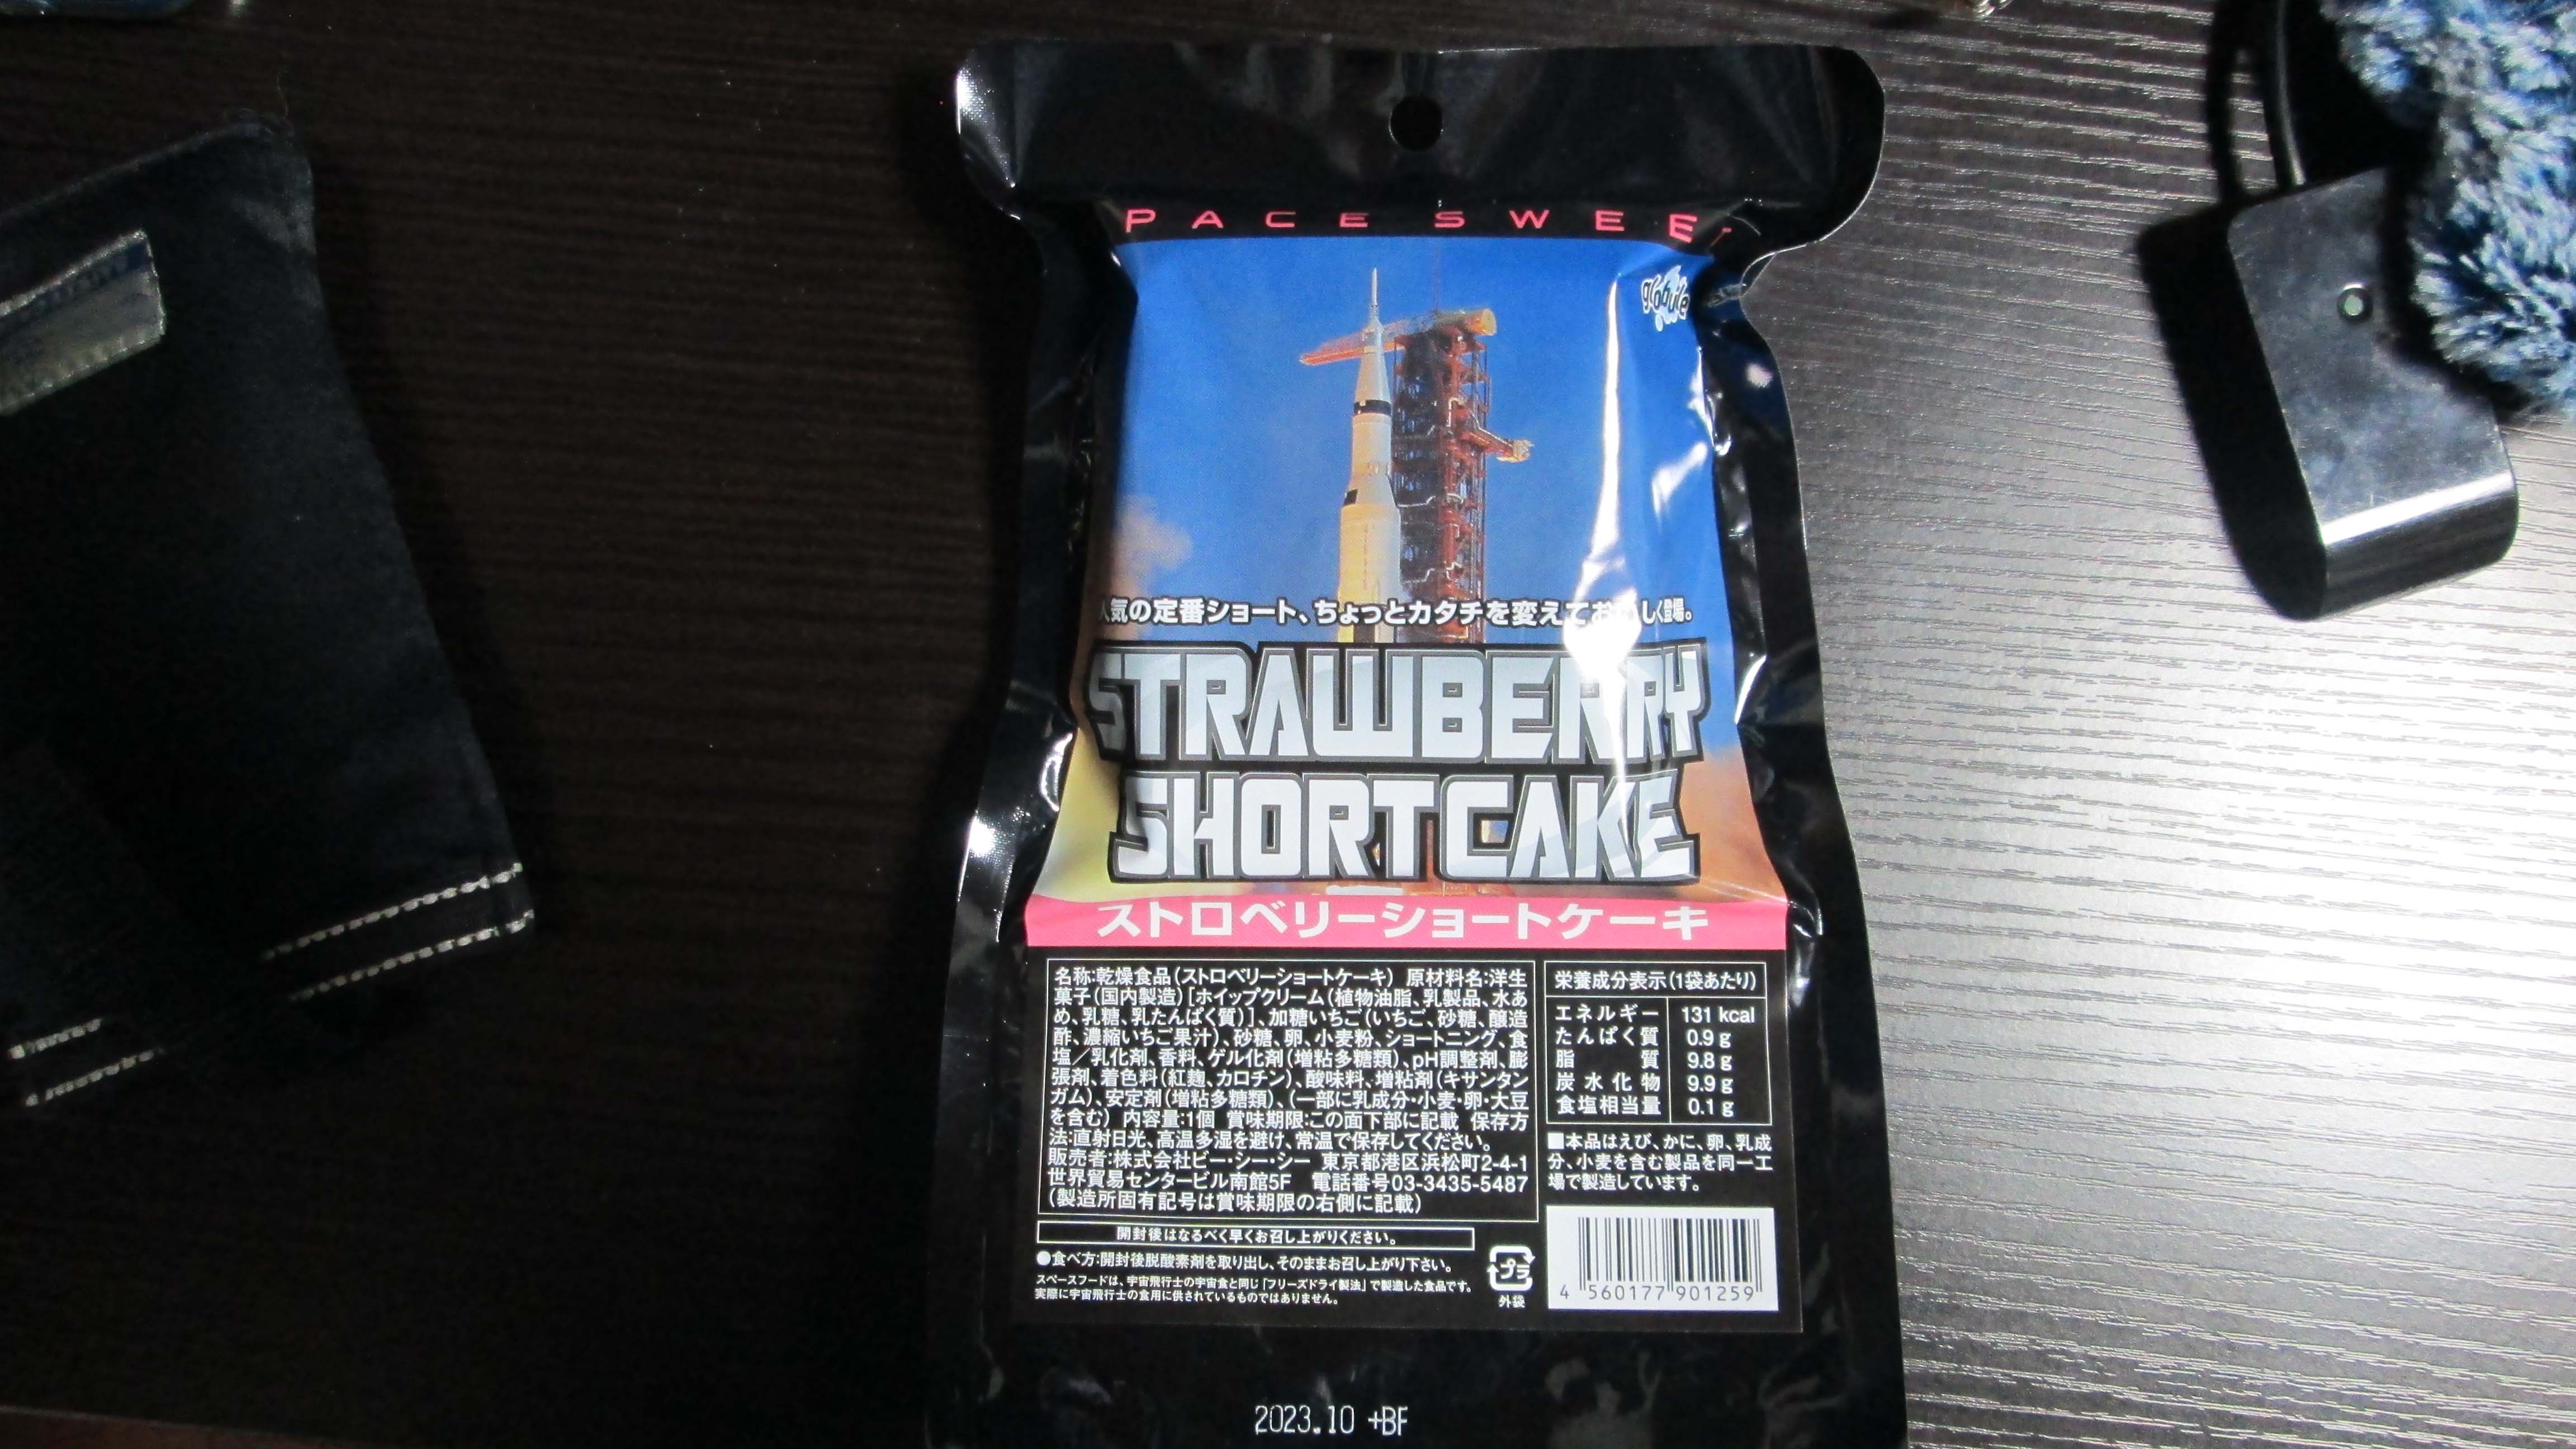 PACE SWEET
globule
人気の定番ショート、ちょっとカタチを変えておいしく登場。
STRAWBERRY
SHORTCAKE
ストロベリーショートケーキ
名称:乾燥食品(ストロベリーショートケーキ) 原材料名:洋生
菓子(国内製造)[ホイップクリーム(植物油脂、乳製品、水あ
め、乳糖、乳たんぱく質)]、加糖いちご(いちご、砂糖、醸造
酢、濃縮いちご果汁)、砂糖、卵、小麦粉、ショートニング、食
塩/乳化剤、香料、ゲル化剤(増粘多糖類)、pH調整剤、膨
張剤、着色料(紅麹、カロチン)、酸味料、増粘剤(キサンタン
ガム)、安定剤(増粘多糖類)、(一部に乳成分・小麦・卵・大豆
を含む) 内容量:1個 賞味期限:この面下部に記載 保存方
法:直射日光、高温多湿を避け、常温で保存してください。
販売者:株式会社ビー・シー・シー 東京都港区浜松町2-4-1
世界貿易センタービル南館5F 電話番号03-3435-5487
(製造所固有記号は賞味期限の右側に記載)
栄養成分表示(1袋あたり)
エネルギー 131 kcal
たんぱく質 0.9 g
脂質 9.8 g
炭水化物 9.9 g
食塩相当量 0.1 g
■本品はえび、かに、卵、乳成
分、小麦を含む製品を同一工
場で製造しています。
開封後はなるべく早くお召し上がりください。
●食べ方:開封後脱酸素剤を取り出し、そのままお召し上がり下さい。
スペースフードは、宇宙飛行士の宇宙食と同じ「フリーズドライ製法」で製造した食品です。
実際に宇宙飛行士の食用に供されているものではありません。
プラ
外袋
4 560177 901259
2023.10 +BF